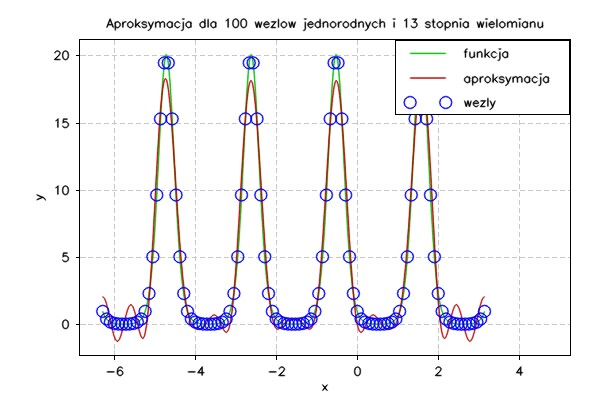 Aproksymacja dla 100 wezlow jednorodnych i 13 stopnia wielomianu
funkcja
aproksymacja
wezly
20
15
10
5
0
y
−6 −4 −2 0 2 4
x